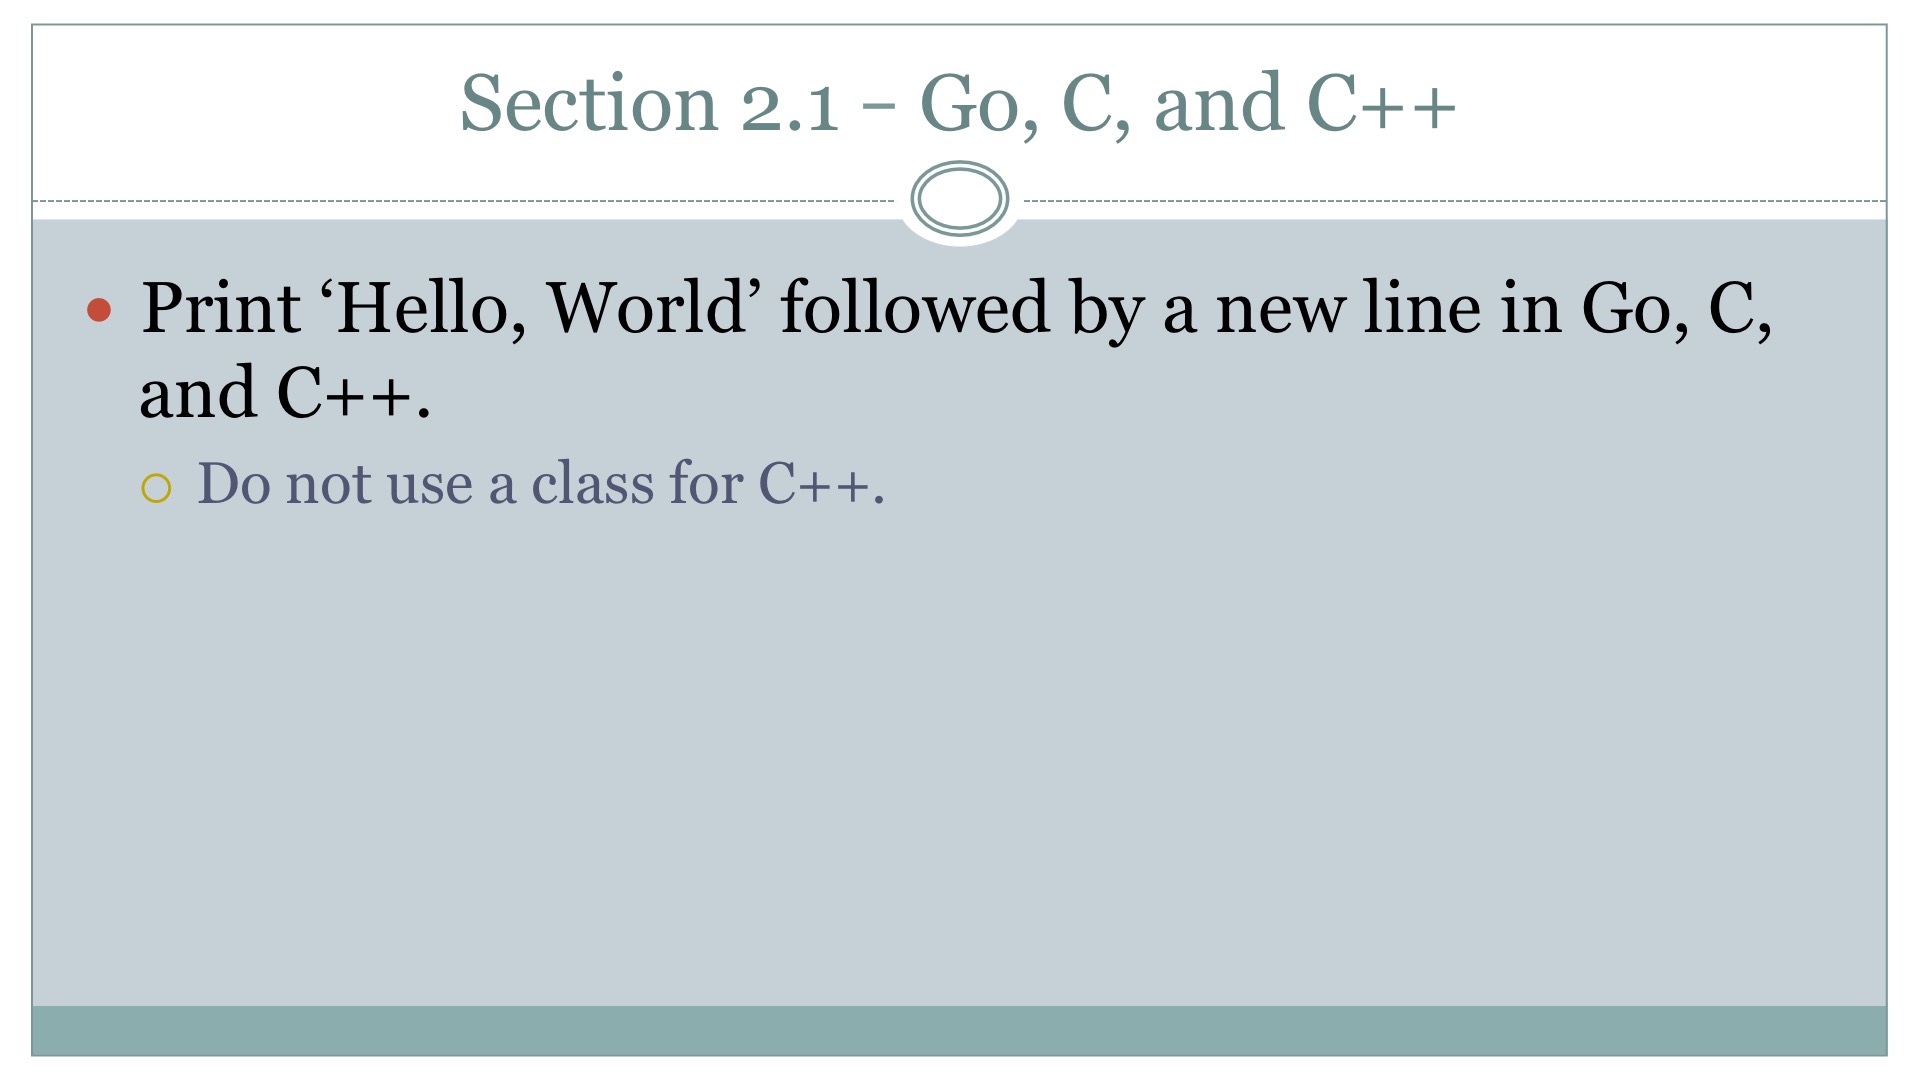 Section 2.1 – Go, C, and C++
Print ‘Hello, World’ followed by a new line in Go, C,
and C++.
Do not use a class for C++.